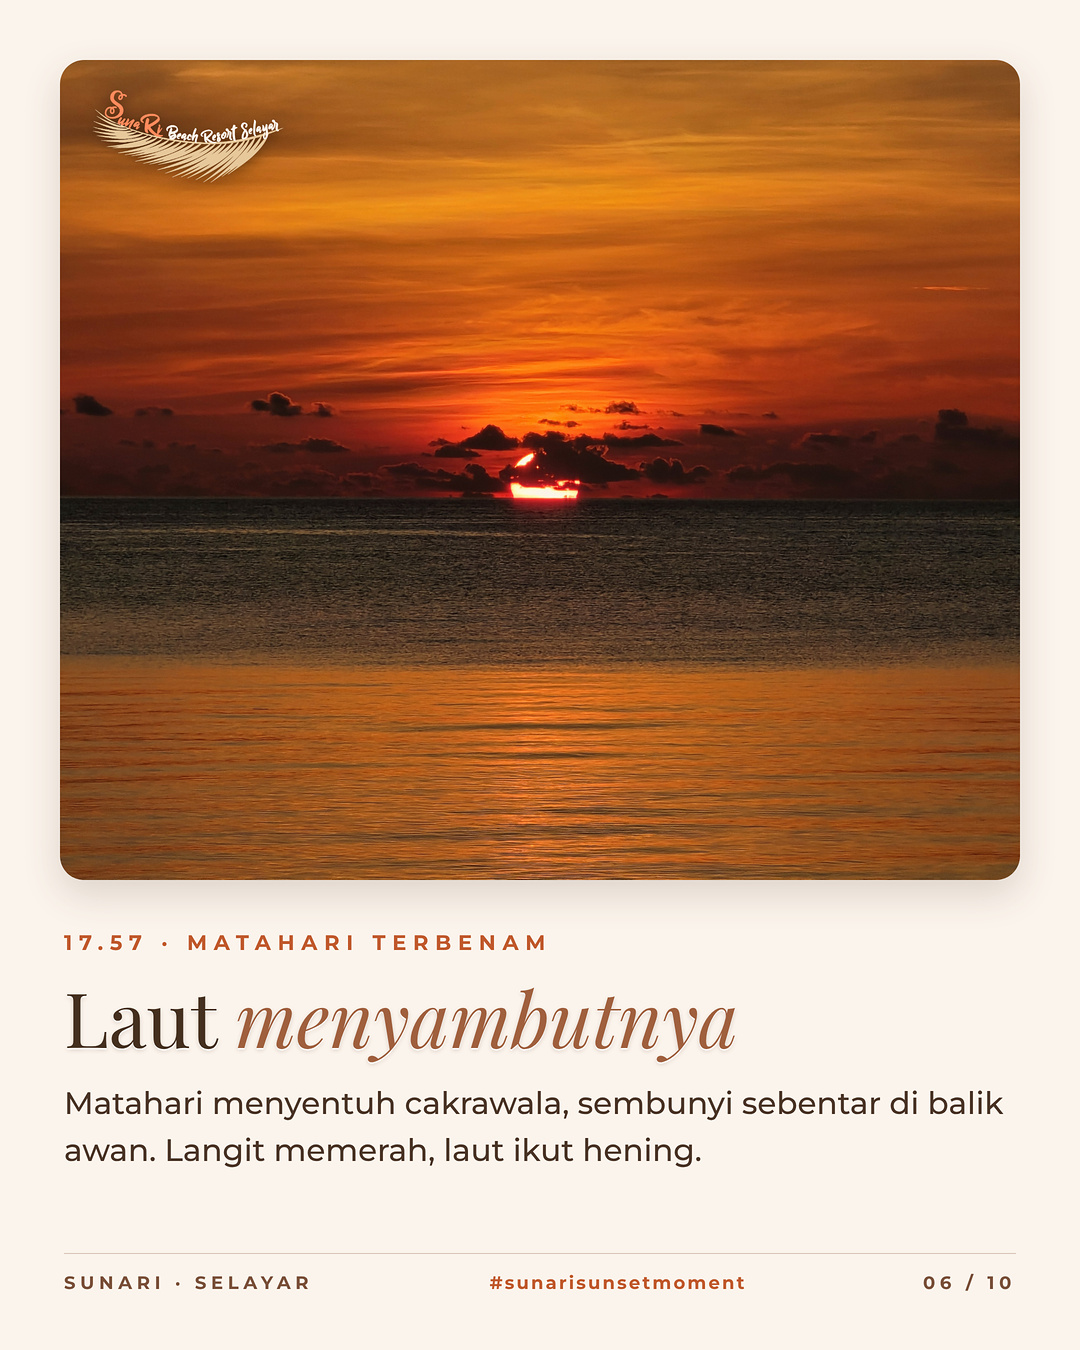 SunaRi Beach Resort Selayar
17.57 · MATAHARI TERBENAM
Laut menyambutnya
Matahari menyentuh cakrawala, sembunyi sebentar di balik
awan. Langit memerah, laut ikut hening.
SUNARI · SELAYAR #sunarisunsetmoment 06 / 10